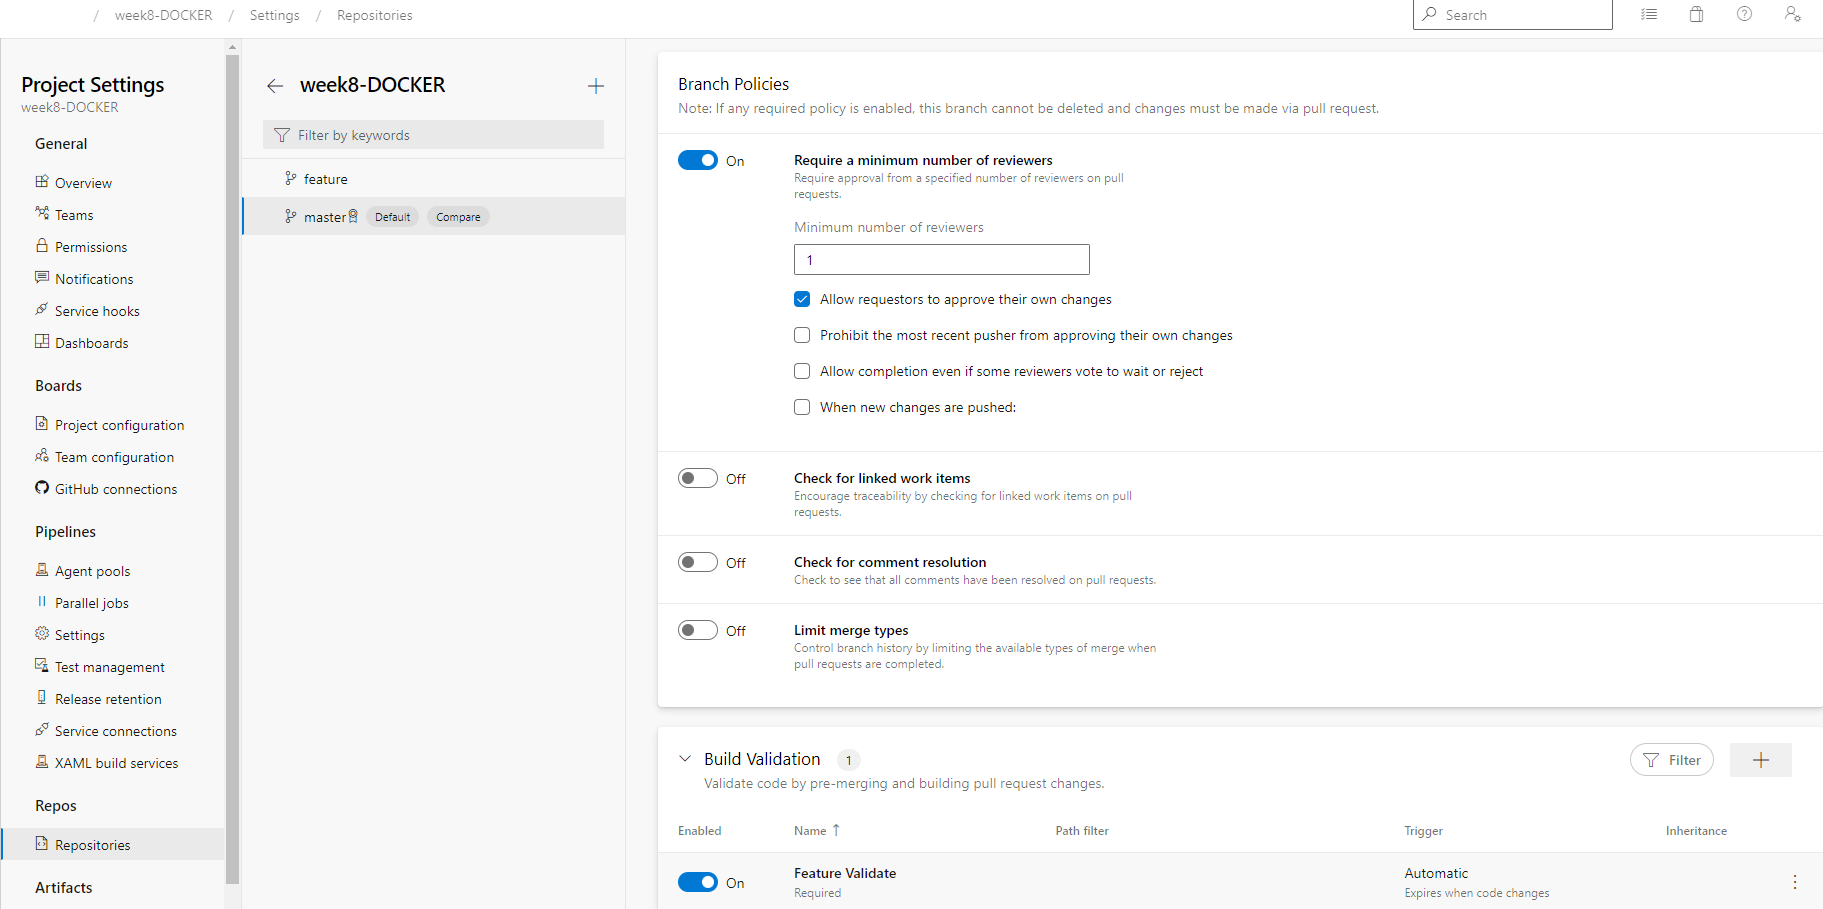 / week8-DOCKER / Settings / Repositories
Search
Project Settings
week8-DOCKER
General
Overview
Teams
Permissions
Notifications
Service hooks
Dashboards
Boards
Project configuration
Team configuration
GitHub connections
Pipelines
Agent pools
Parallel jobs
Settings
Test management
Release retention
Service connections
XAML build services
Repos
Repositories
Artifacts
week8-DOCKER
Filter by keywords
feature
master Default Compare
Branch Policies
Note: If any required policy is enabled, this branch cannot be deleted and changes must be made via pull request.
On
Require a minimum number of reviewers
Require approval from a specified number of reviewers on pull
requests.
Minimum number of reviewers
1
Allow requestors to approve their own changes
Prohibit the most recent pusher from approving their own changes
Allow completion even if some reviewers vote to wait or reject
When new changes are pushed:
Off
Check for linked work items
Encourage traceability by checking for linked work items on pull
requests.
Off
Check for comment resolution
Check to see that all comments have been resolved on pull requests.
Off
Limit merge types
Control branch history by limiting the available types of merge when
pull requests are completed.
Build Validation 1
Validate code by pre-merging and building pull request changes.
Filter
Enabled Name Path filter Trigger Inheritance
On
Feature Validate
Required
Automatic
Expires when code changes